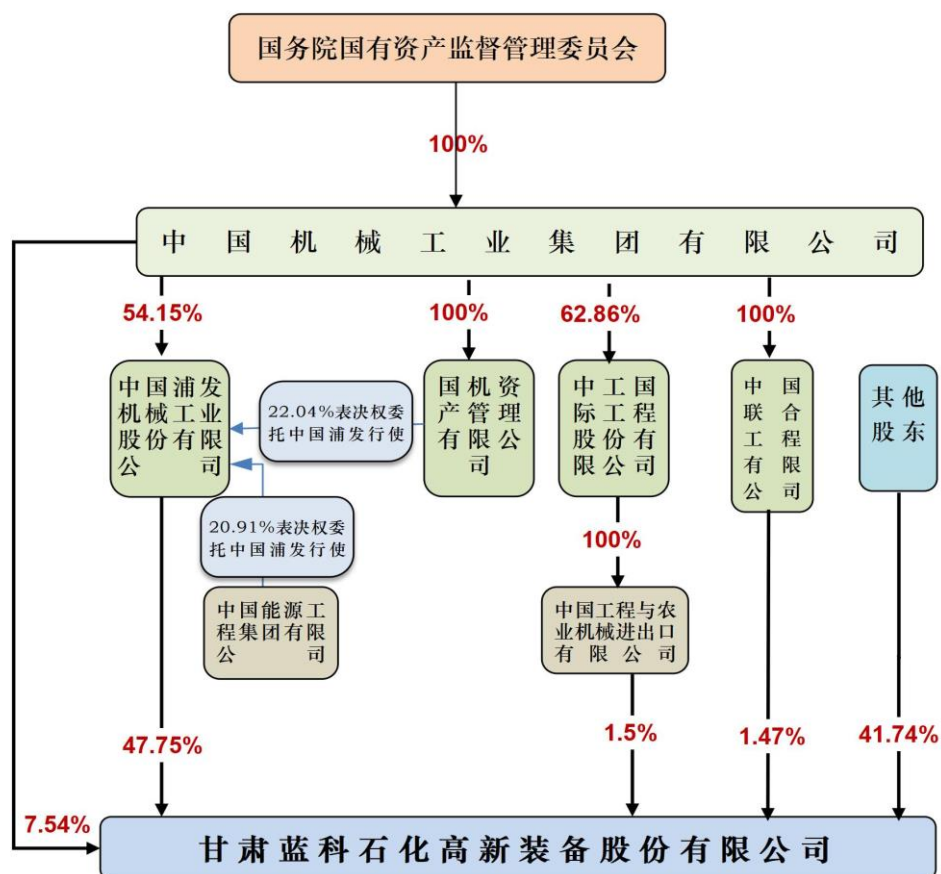 国务院国有资产监督管理委员会
100%
中国机械工业集团有限公司
54.15%
100%
62.86%
100%
中国浦发
机械工业
股份有限
公司
22.04%表决权委
托中国浦发行使
国机资
产管理
有限公
司
中工国
际工程
股份有
限公司
中国
联合
工程
有限
公司
其他
股东
20.91%表决权委
托中国浦发行使
100%
中国能源工
程集团有限
公司
中国工程与农
业机械进出口
有限公司
47.75%
1.5%
1.47%
41.74%
7.54%
甘肃蓝科石化高新装备股份有限公司